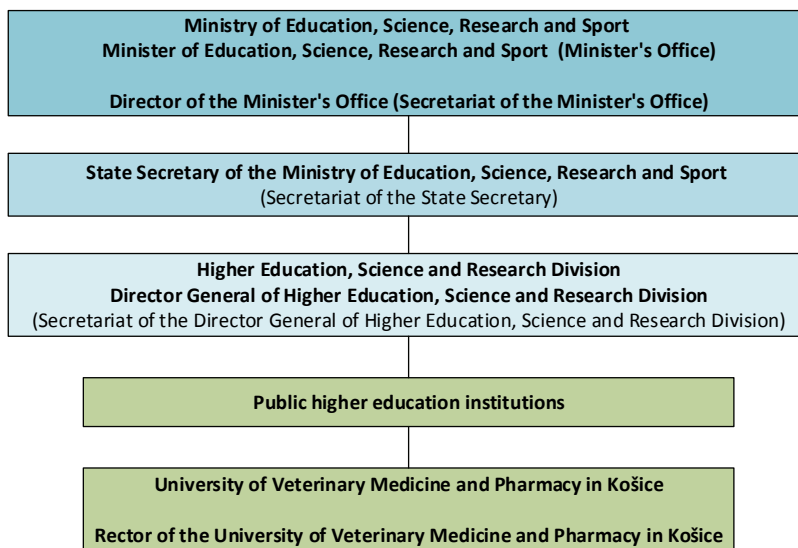 Ministry of Education, Science, Research and Sport
Minister of Education, Science, Research and Sport (Minister's Office)
Director of the Minister's Office (Secretariat of the Minister's Office)
State Secretary of the Ministry of Education, Science, Research and Sport
(Secretariat of the State Secretary)
Higher Education, Science and Research Division
Director General of Higher Education, Science and Research Division
(Secretariat of the Director General of Higher Education, Science and Research Division)
Public higher education institutions
University of Veterinary Medicine and Pharmacy in Košice
Rector of the University of Veterinary Medicine and Pharmacy in Košice